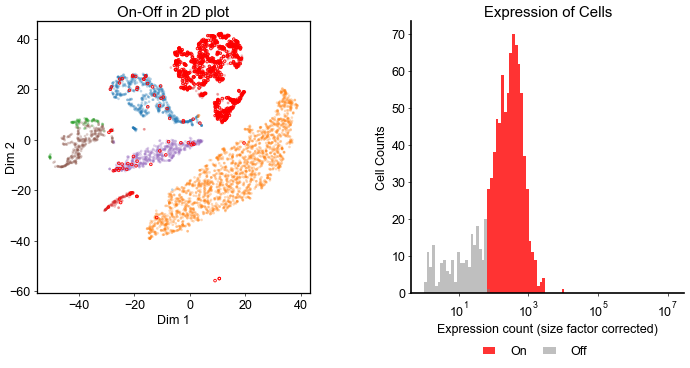 On-Off in 2D plot
40
20
0
−20
−40
−60
Dim 2
−40 −20 0 20 40
Dim 1
Expression of Cells
70
60
50
40
30
20
10
0
Cell Counts
10^1 10^3 10^5 10^7
Expression count (size factor corrected)
On Off